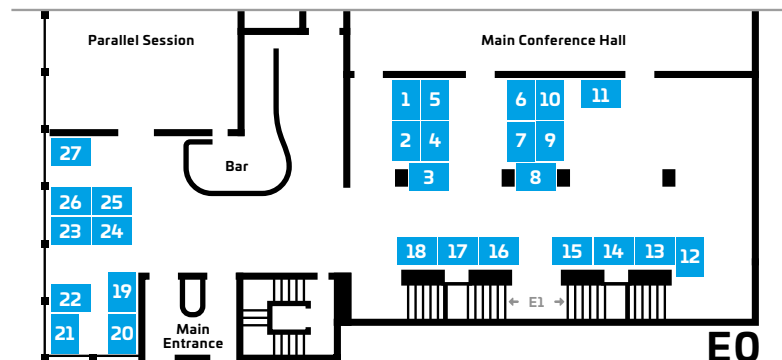 Parallel Session
Main Conference Hall
1 5 6 10 11
2 4 7 9
27
Bar
3 8
26 25
23 24
18 17 16 15 14 13 12
22 19
← E1 →
21 20
Main
Entrance
E0